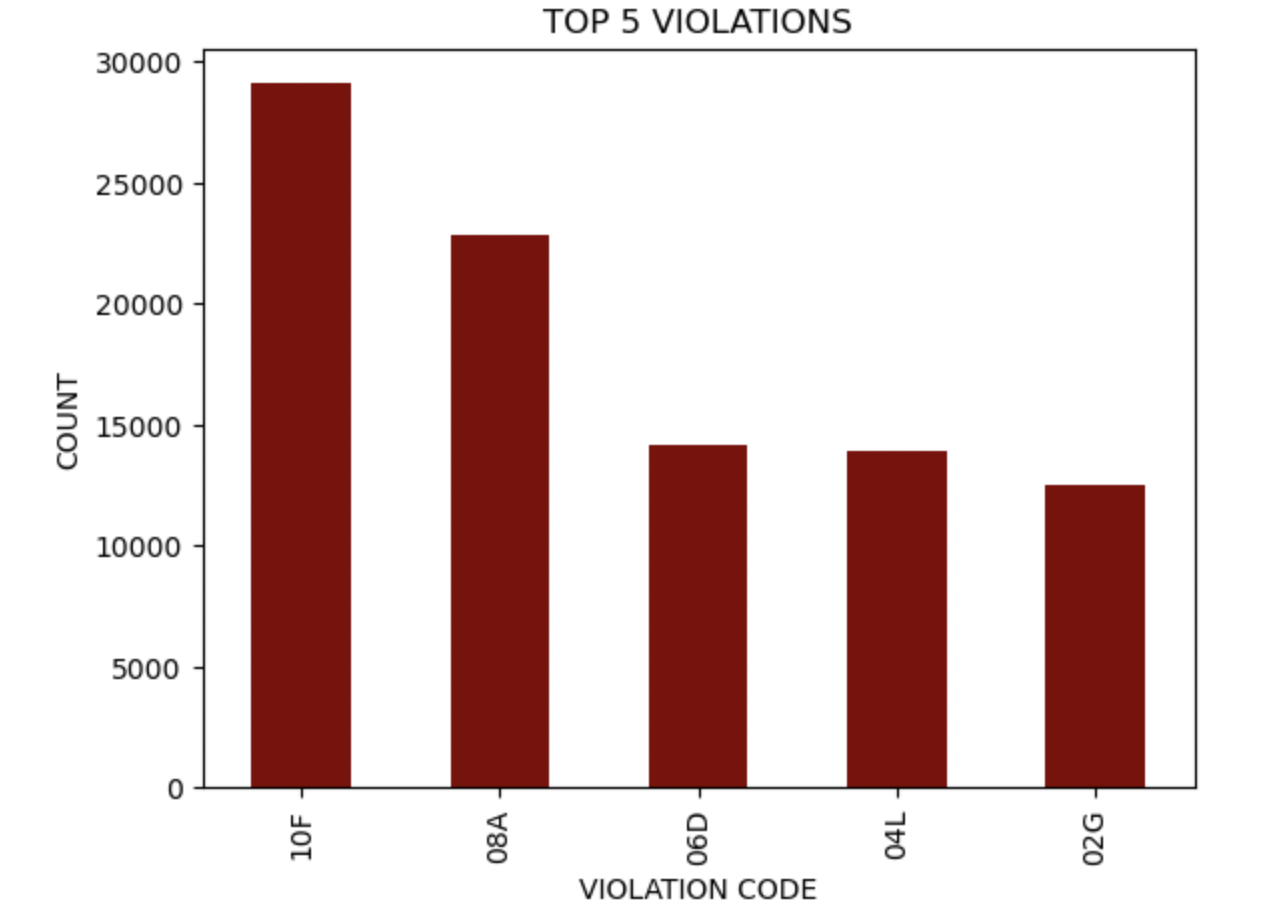 TOP 5 VIOLATIONS
30000
25000
20000
15000
10000
5000
0
COUNT
10F
08A
06D
04L
02G
VIOLATION CODE